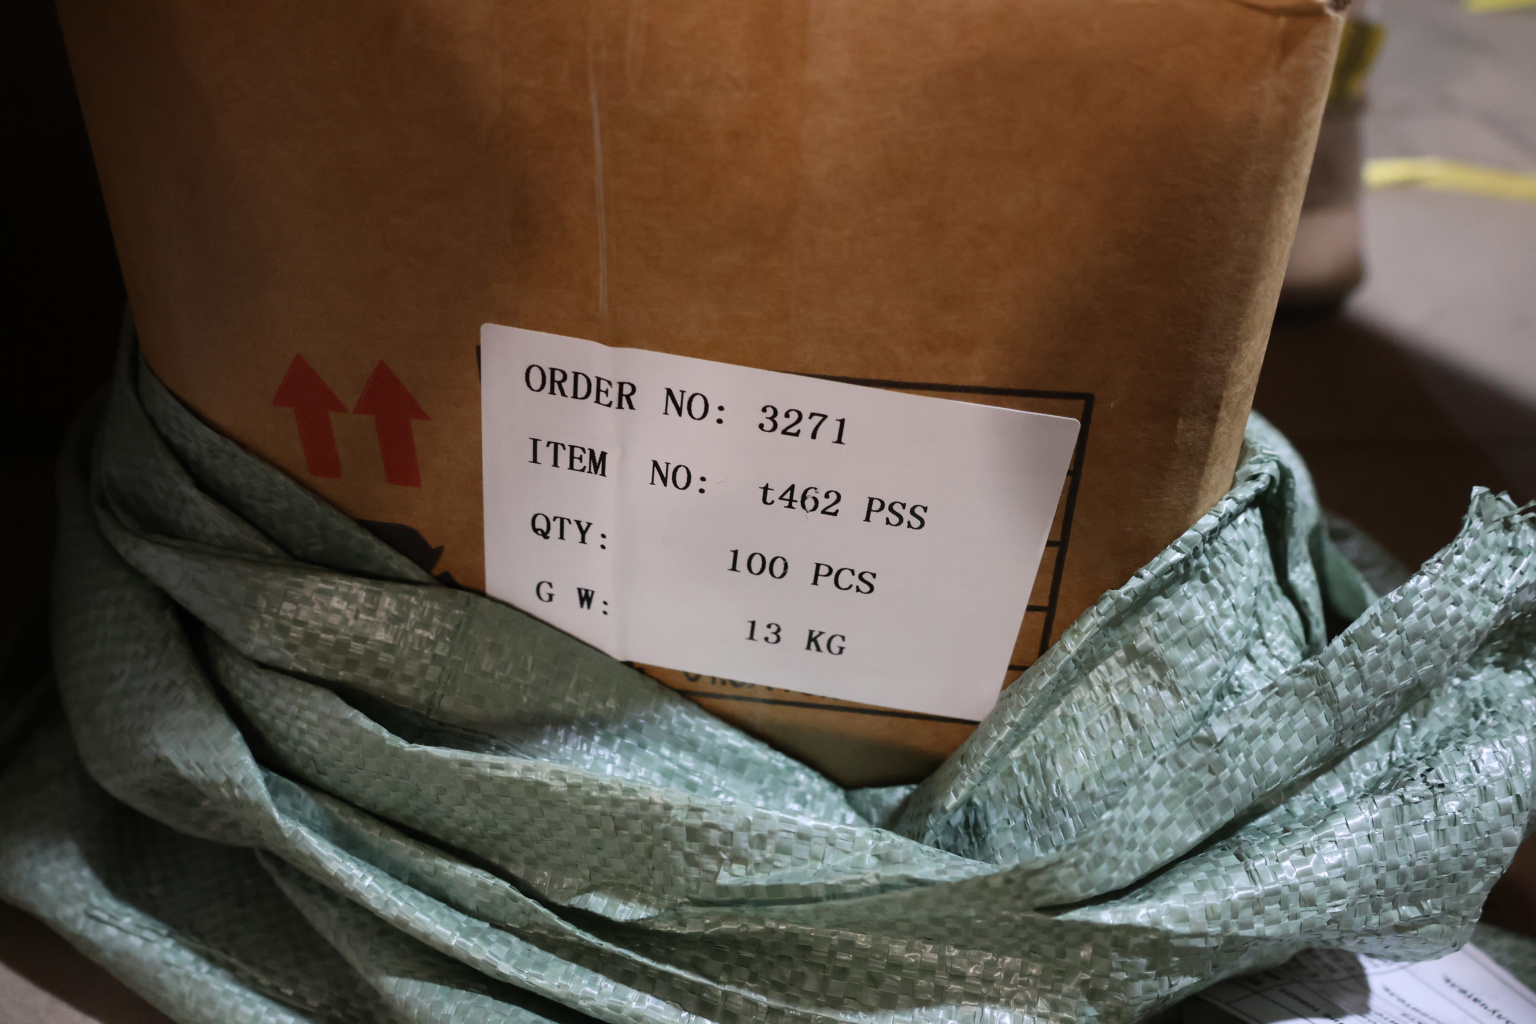 ORDER NO: 3271
ITEM NO: t462 PSS
QTY: 100 PCS
G W: 13 KG